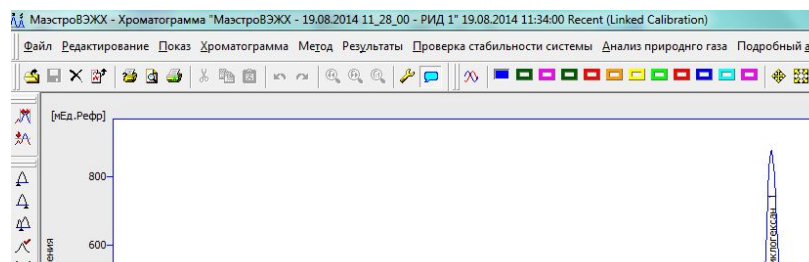 МаэстроВЭЖХ - Хроматограмма "МаэстроВЭЖХ - 19.08.2014 11_28_00 - РИД 1" 19.08.2014 11:34:00 Recent (Linked Calibration)
Файл Редактирование Показ Хроматограмма Метод Результаты Проверка стабильности системы Анализ природнго газа Подробный
[мЕд.Рефр]
800
600